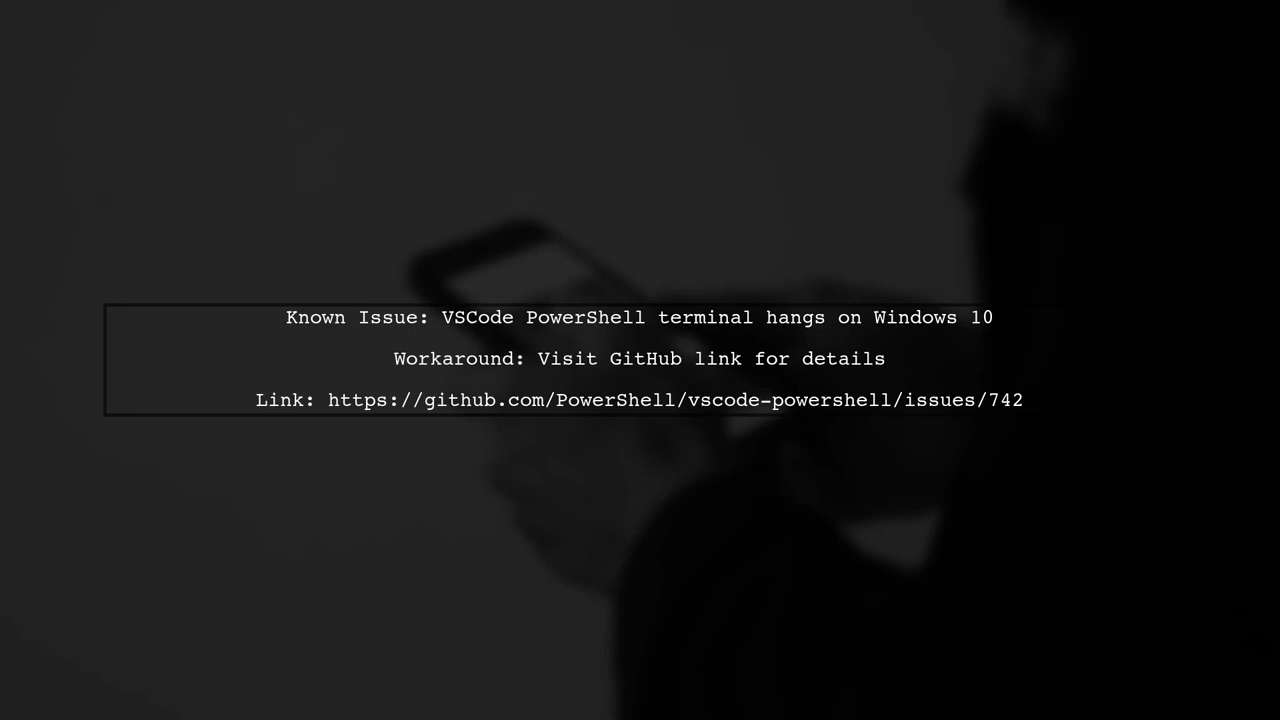 Known Issue: VSCode PowerShell terminal hangs on Windows 10
Workaround: Visit GitHub link for details
Link: https://github.com/PowerShell/vscode-powershell/issues/742